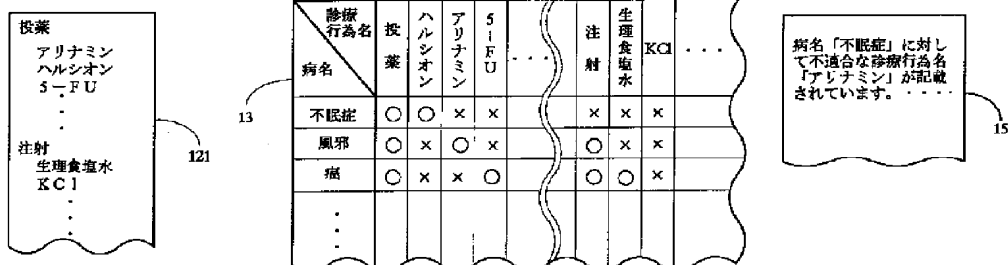 投薬
アリナミン
ハルシオン
5-FU
・
・
・
注射
生理食塩水
KCl
・
・
121
13
診療行為名
病名
投薬
ハルシオン
アリナミン
5-FU
・・・・
注射
生理食塩水
KCl
・・・・
不眠症 ○ ○ × × × × ×
風邪 ○ × ○ × ○ × ×
癌 ○ × × ○ ○ ○ ×
・
・
・
病名「不眠症」に対し
て不適合な診療行為名
「アリナミン」が記載
されています。・・・・
15